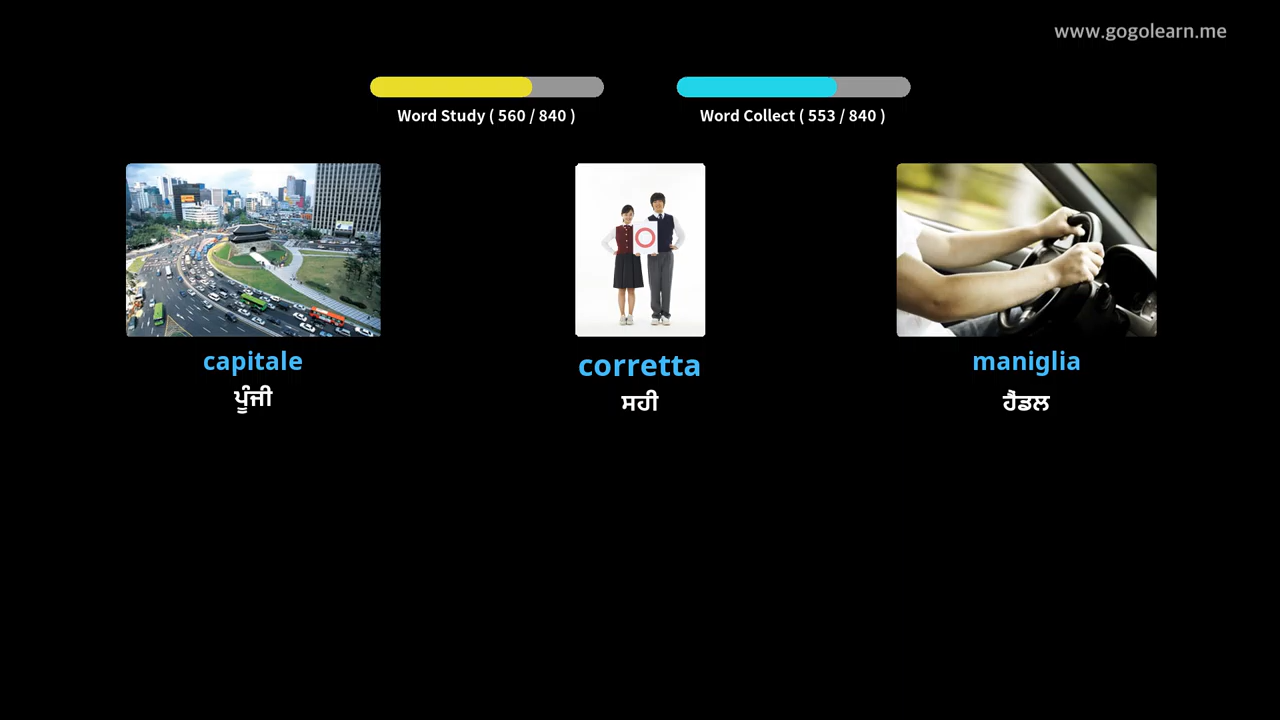 www.gogolearn.me
Word Study ( 560 / 840 )
Word Collect ( 553 / 840 )
capitale
corretta
maniglia
ਪੂੰਜੀ
ਸਹੀ
ਹੈਂਡਲ